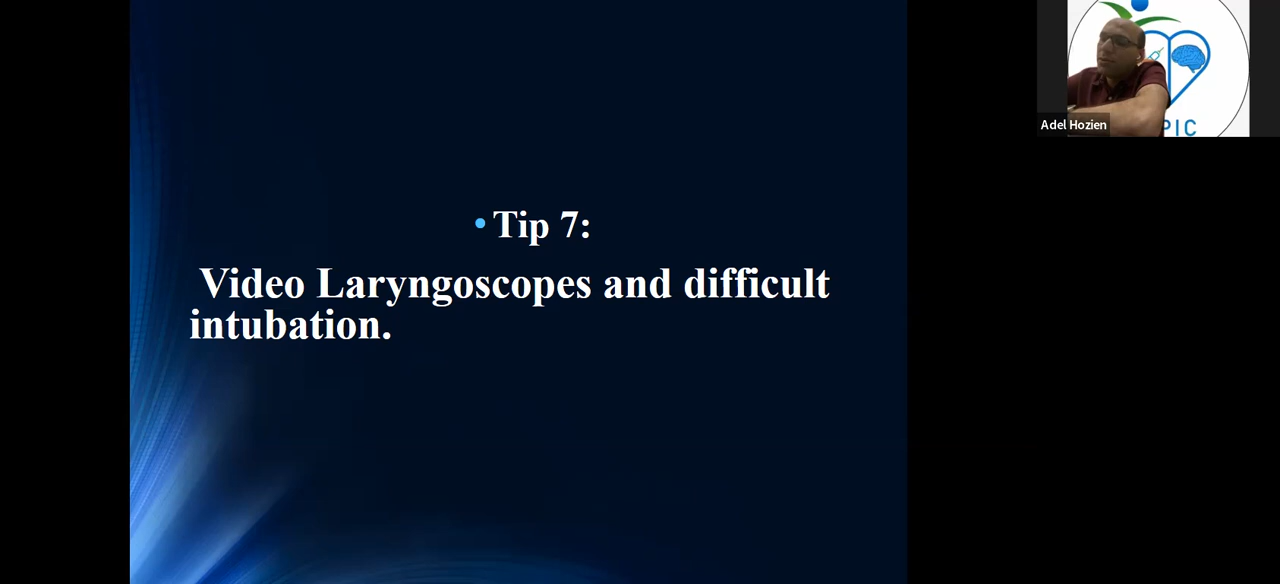 • Tip 7:
Video Laryngoscopes and difficult
intubation.
Adel Hozien
PIC